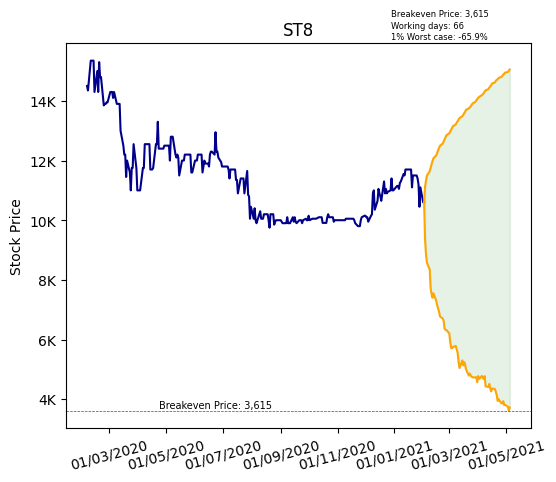 Breakeven Price: 3,615
Working days: 66
1% Worst case: -65.9%
ST8
Stock Price
14K
12K
10K
8K
6K
4K
Breakeven Price: 3,615
01/03/2020
01/05/2020
01/07/2020
01/09/2020
01/11/2020
01/01/2021
01/03/2021
01/05/2021